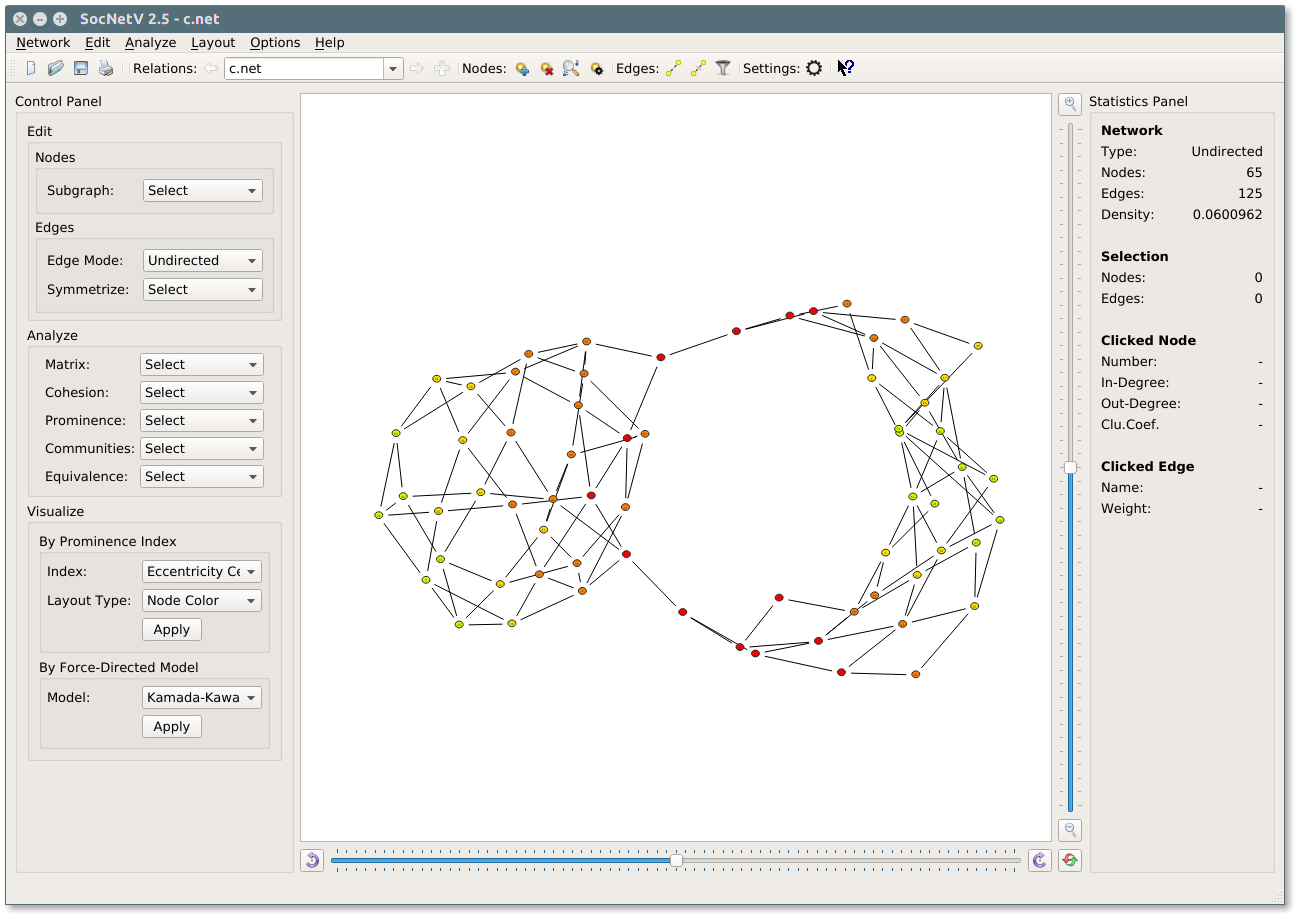 SocNetV 2.5 - c.net
Network Edit Analyze Layout Options Help
Relations: c.net Nodes: Edges: Settings:
Control Panel
Edit
Nodes
Subgraph: Select
Edges
Edge Mode: Undirected
Symmetrize: Select
Analyze
Matrix: Select
Cohesion: Select
Prominence: Select
Communities: Select
Equivalence: Select
Visualize
By Prominence Index
Index: Eccentricity Ce
Layout Type: Node Color
Apply
By Force-Directed Model
Model: Kamada-Kawa
Apply
Statistics Panel
Network
Type: Undirected
Nodes: 65
Edges: 125
Density: 0.0600962
Selection
Nodes: 0
Edges: 0
Clicked Node
Number: -
In-Degree: -
Out-Degree: -
Clu.Coef. -
Clicked Edge
Name: -
Weight: -